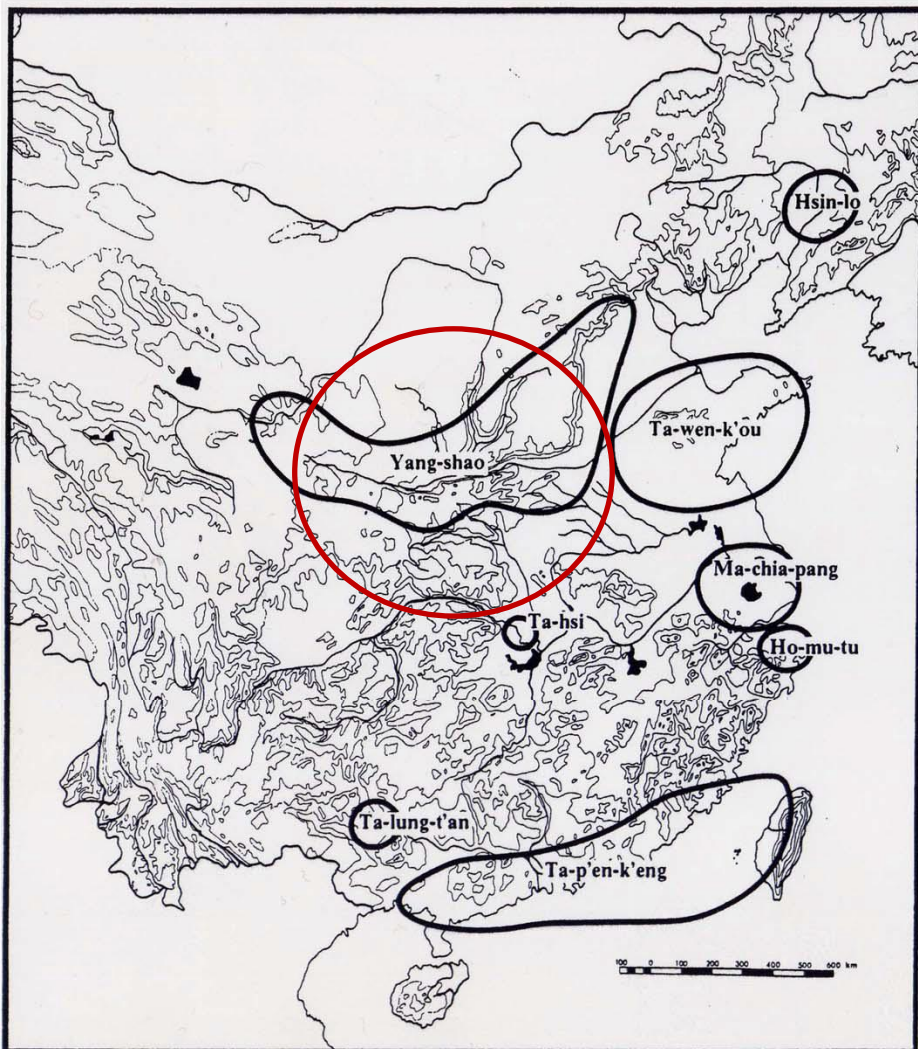 Hsin-lo
Ta-wen-k'ou
Yang-shao
Ma-chia-pang
Ta-hsi
Ho-mu-tu
Ta-lung-t'an
Ta-p'en-k'eng
100 0 100 200 300 400 500 600 km